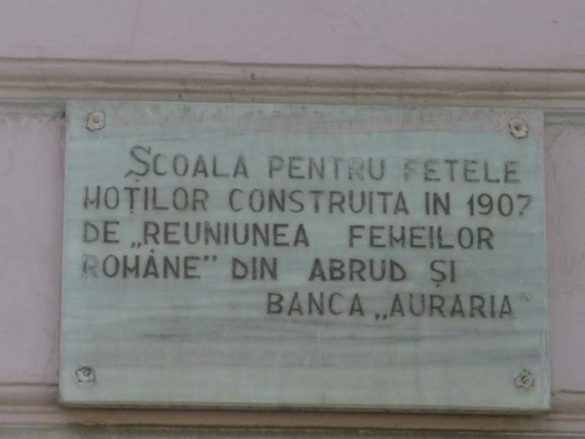 ȘCOALA PENTRU FETELE
MOȚILOR CONSTRUITA IN 1907
DE „REUNIUNEA FEMEILOR
ROMÂNE” DIN ABRUD ȘI
BANCA „AURARIA”